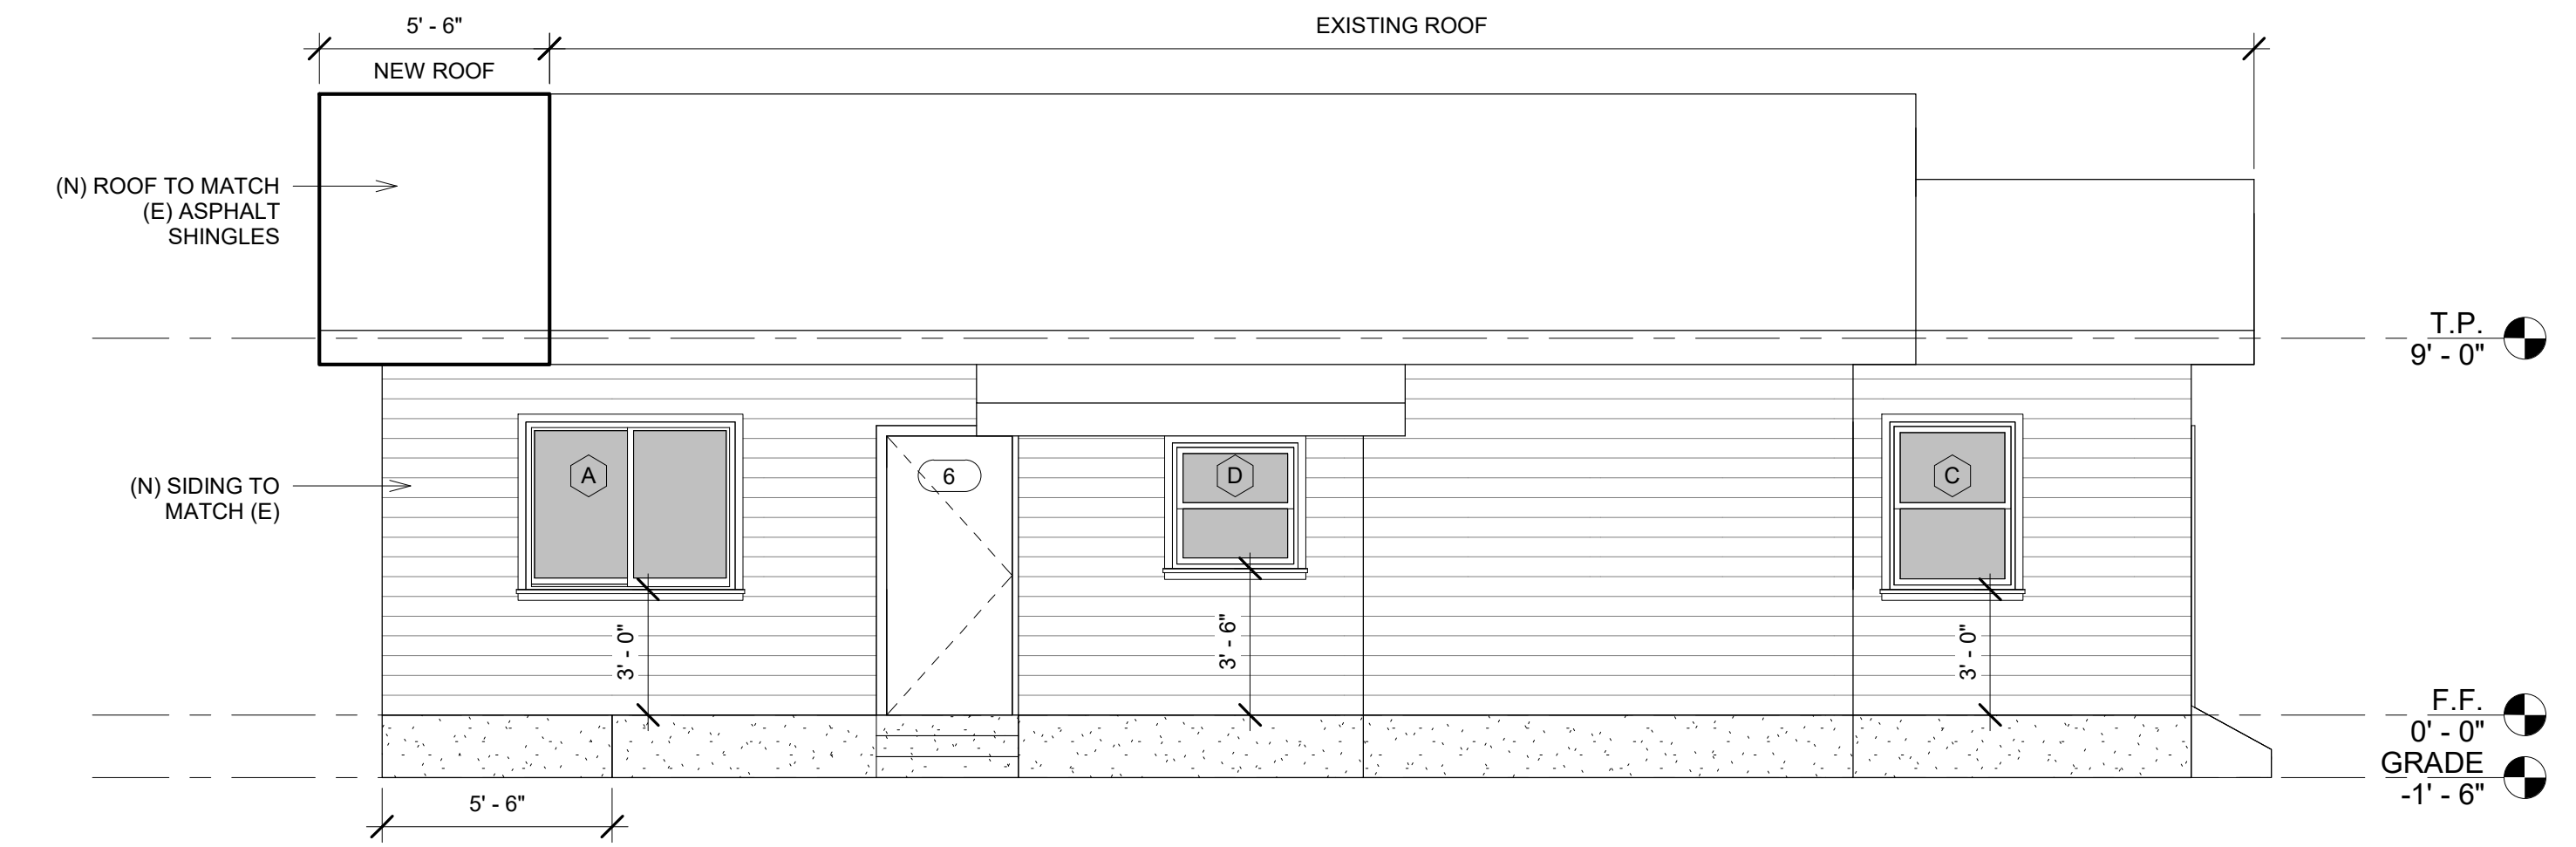 5' - 6"
EXISTING ROOF
NEW ROOF
(N) ROOF TO MATCH
(E) ASPHALT
SHINGLES
T.P.
9' - 0"
A
6
D
C
(N) SIDING TO
MATCH (E)
3' - 0"
3' - 6"
3' - 0"
F.F.
0' - 0"
GRADE
-1' - 6"
5' - 6"